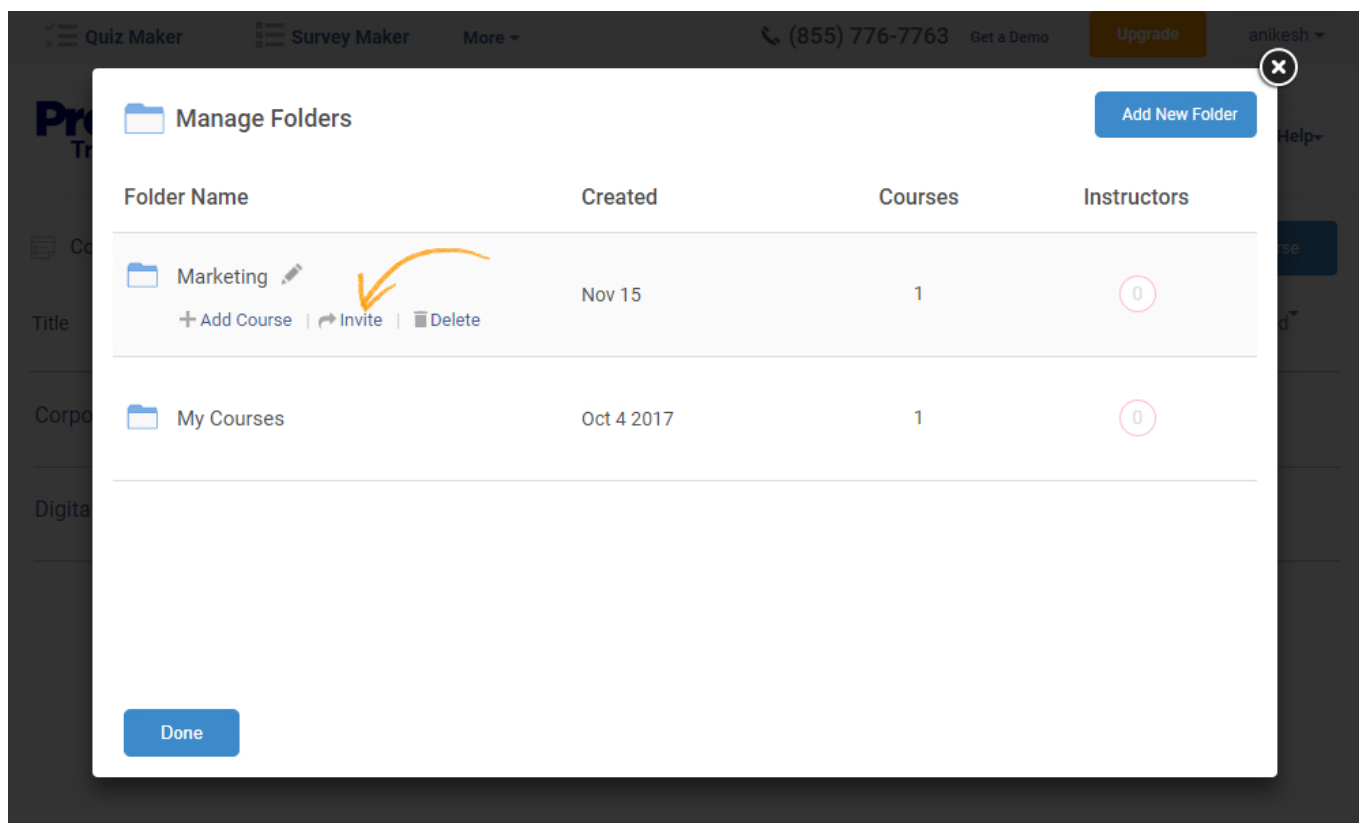 Quiz Maker Survey Maker More (855) 776-7763 Get a Demo Upgrade anikesh
Manage Folders Add New Folder
Help
Folder Name Created Courses Instructors
Marketing
Nov 15 1 0
Add Course | Invite | Delete
Title
My Courses Oct 4 2017 1 0
Done